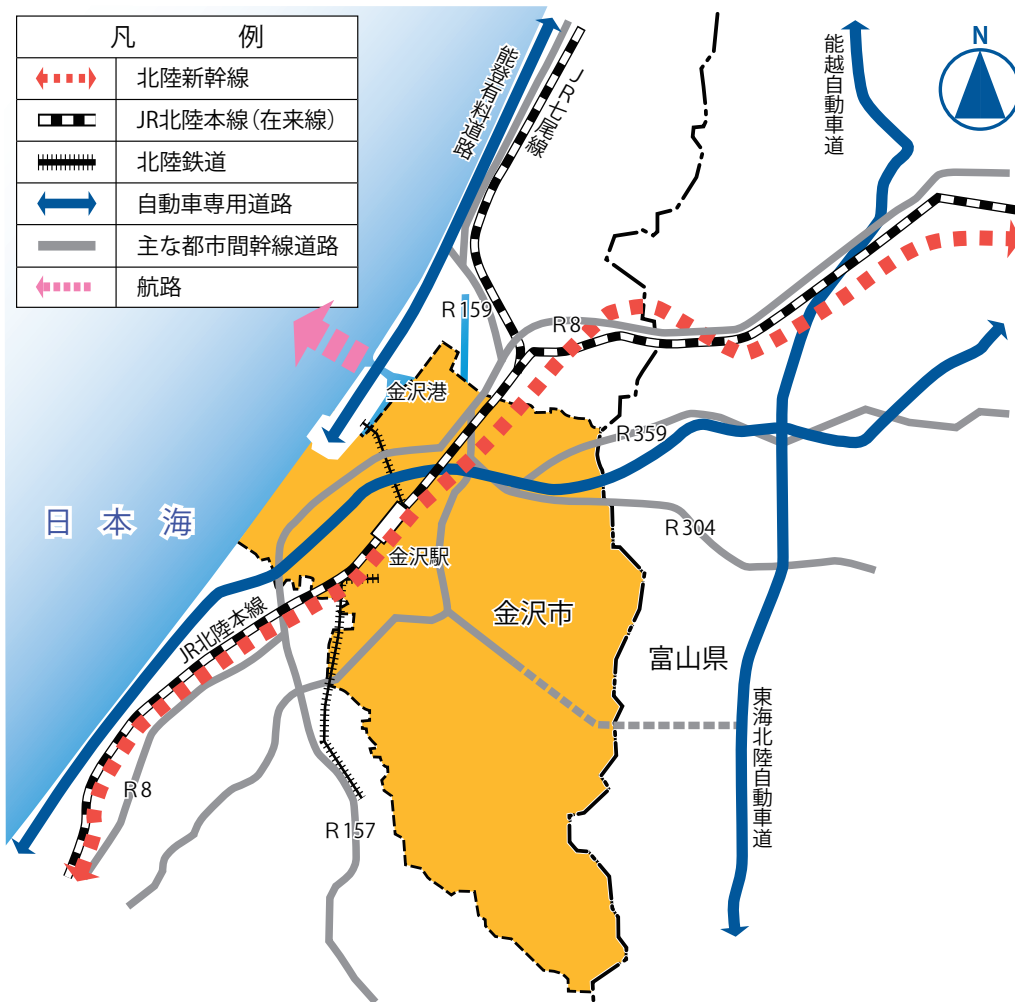 凡 例
北陸新幹線
JR北陸本線(在来線)
北陸鉄道
自動車専用道路
主な都市間幹線道路
航路
能登有料道路
JR七尾線
能越自動車道
N
R159
R8
金沢港
R359
日本海
R304
金沢駅
金沢市
JR北陸本線
富山県
東海北陸自動車道
R8
R157